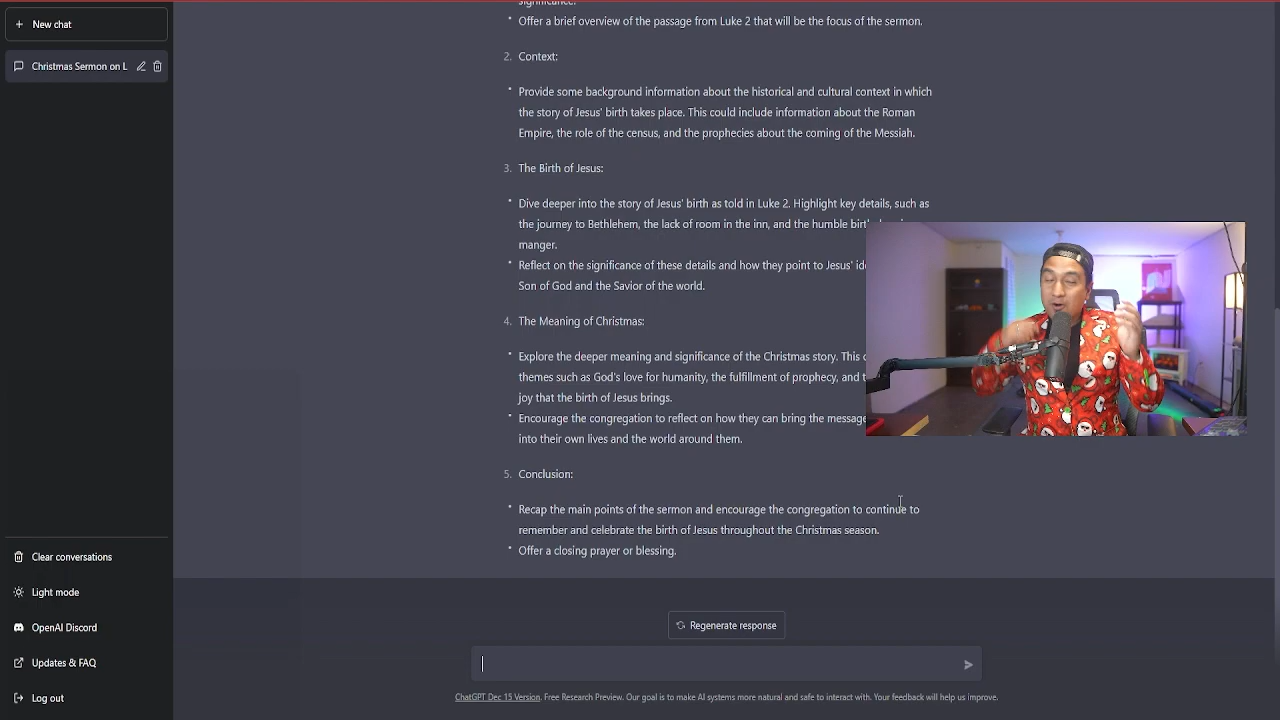 New chat
Christmas Sermon on L
Clear conversations
Light mode
OpenAI Discord
Updates & FAQ
Log out
significance.
• Offer a brief overview of the passage from Luke 2 that will be the focus of the sermon.
2. Context:
• Provide some background information about the historical and cultural context in which
the story of Jesus' birth takes place. This could include information about the Roman
Empire, the role of the census, and the prophecies about the coming of the Messiah.
3. The Birth of Jesus:
• Dive deeper into the story of Jesus' birth as told in Luke 2. Highlight key details, such as
the journey to Bethlehem, the lack of room in the inn, and the humble birth
manger.
• Reflect on the significance of these details and how they point to Jesus'
Son of God and the Savior of the world.
4. The Meaning of Christmas:
• Explore the deeper meaning and significance of the Christmas story. This
themes such as God's love for humanity, the fulfillment of prophecy, and
joy that the birth of Jesus brings.
• Encourage the congregation to reflect on how they can bring the message
into their own lives and the world around them.
5. Conclusion:
• Recap the main points of the sermon and encourage the congregation to continue to
remember and celebrate the birth of Jesus throughout the Christmas season.
• Offer a closing prayer or blessing.
Regenerate response
ChatGPT Dec 15 Version. Free Research Preview. Our goal is to make AI systems more natural and safe to interact with. Your feedback will help us improve.